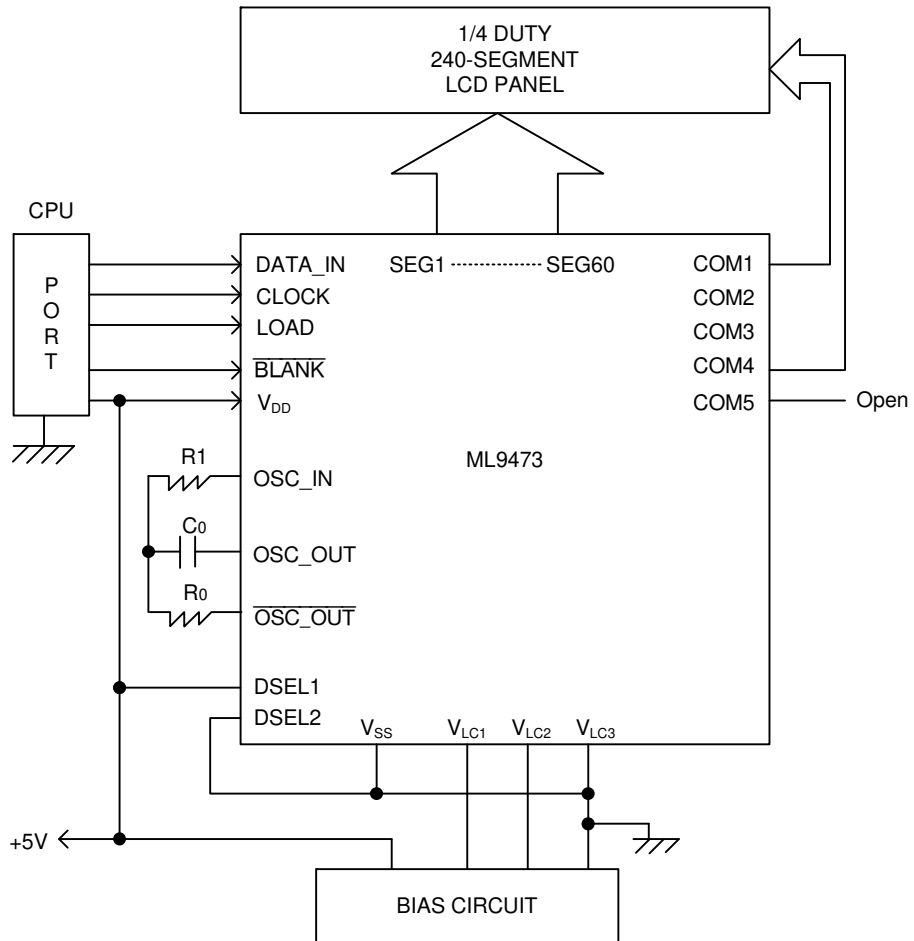 1/4 DUTY
240-SEGMENT
LCD PANEL
CPU
PORT
DATA_IN
CLOCK
LOAD
BLANK
VDD
SEG1 ············ SEG60
COM1
COM2
COM3
COM4
COM5
Open
ML9473
R1
OSC_IN
C0
OSC_OUT
R0
OSC_OUT
DSEL1
DSEL2
VSS
VLC1
VLC2
VLC3
+5V
BIAS CIRCUIT